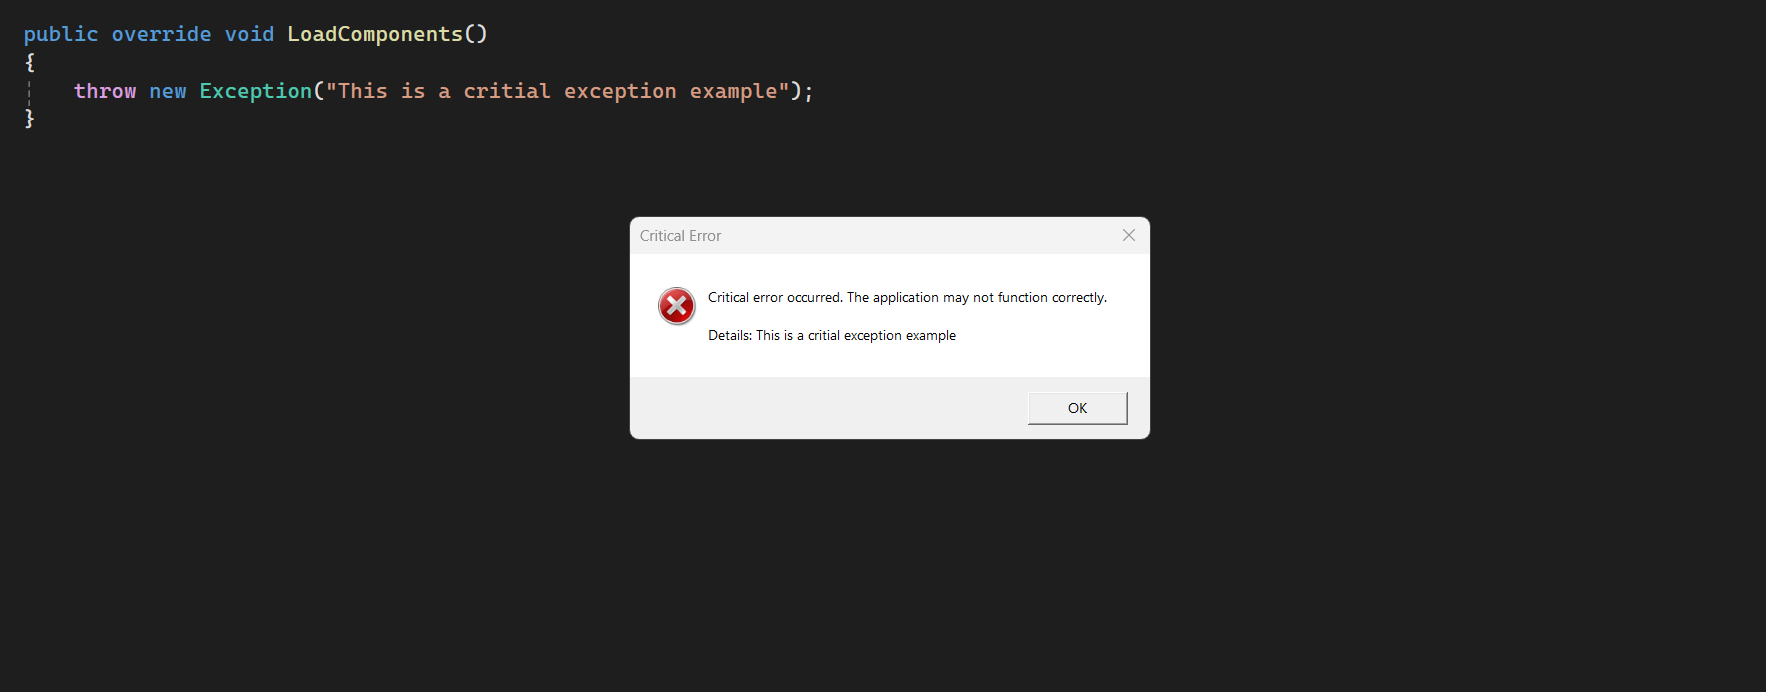 public override void LoadComponents()
{
throw new Exception("This is a critial exception example");
}
Critical Error
Critical error occurred. The application may not function correctly.
Details: This is a critial exception example
OK